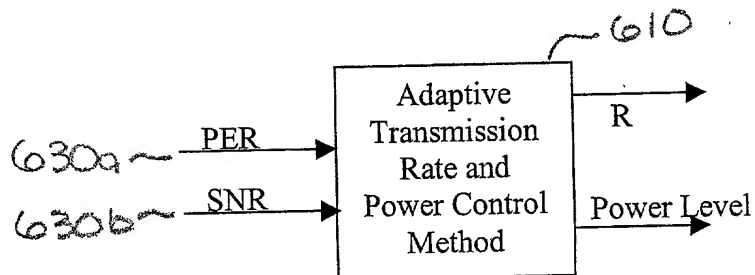 610
Adaptive
Transmission
Rate and
Power Control
Method
630a PER
630b SNR
R
Power Level